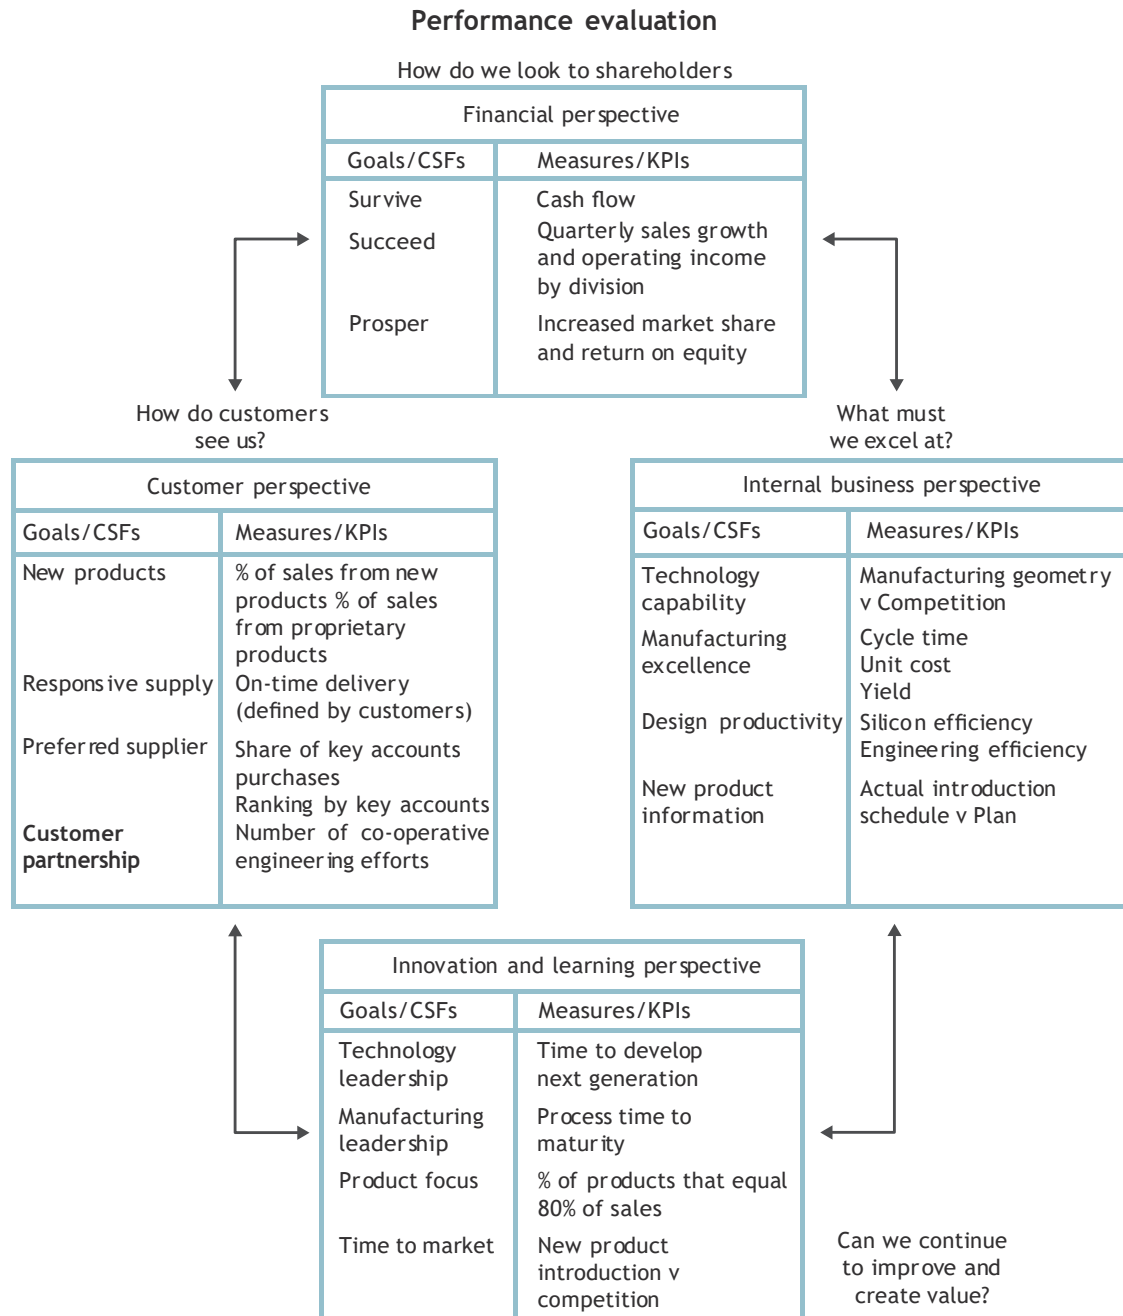 Performance evaluation
How do we look to shareholders
Financial perspective
Goals/CSFs
Measures/KPIs
Survive
Cash flow
Succeed
Quarterly sales growth
and operating income
by division
Prosper
Increased market share
and return on equity
How do customers
see us?
Customer perspective
Goals/CSFs
Measures/KPIs
New products
% of sales from new
products % of sales
from proprietary
products
Responsive supply
On-time delivery
(defined by customers)
Preferred supplier
Share of key accounts
purchases
Ranking by key accounts
Customer
partnership
Number of co-operative
engineering efforts
What must
we excel at?
Internal business perspective
Goals/CSFs
Measures/KPIs
Technology
capability
Manufacturing geometry
v Competition
Manufacturing
excellence
Cycle time
Unit cost
Yield
Design productivity
Silicon efficiency
Engineering efficiency
New product
information
Actual introduction
schedule v Plan
Innovation and learning perspective
Goals/CSFs
Measures/KPIs
Technology
leadership
Time to develop
next generation
Manufacturing
leadership
Process time to
maturity
Product focus
% of products that equal
80% of sales
Time to market
New product
introduction v
competition
Can we continue
to improve and
create value?